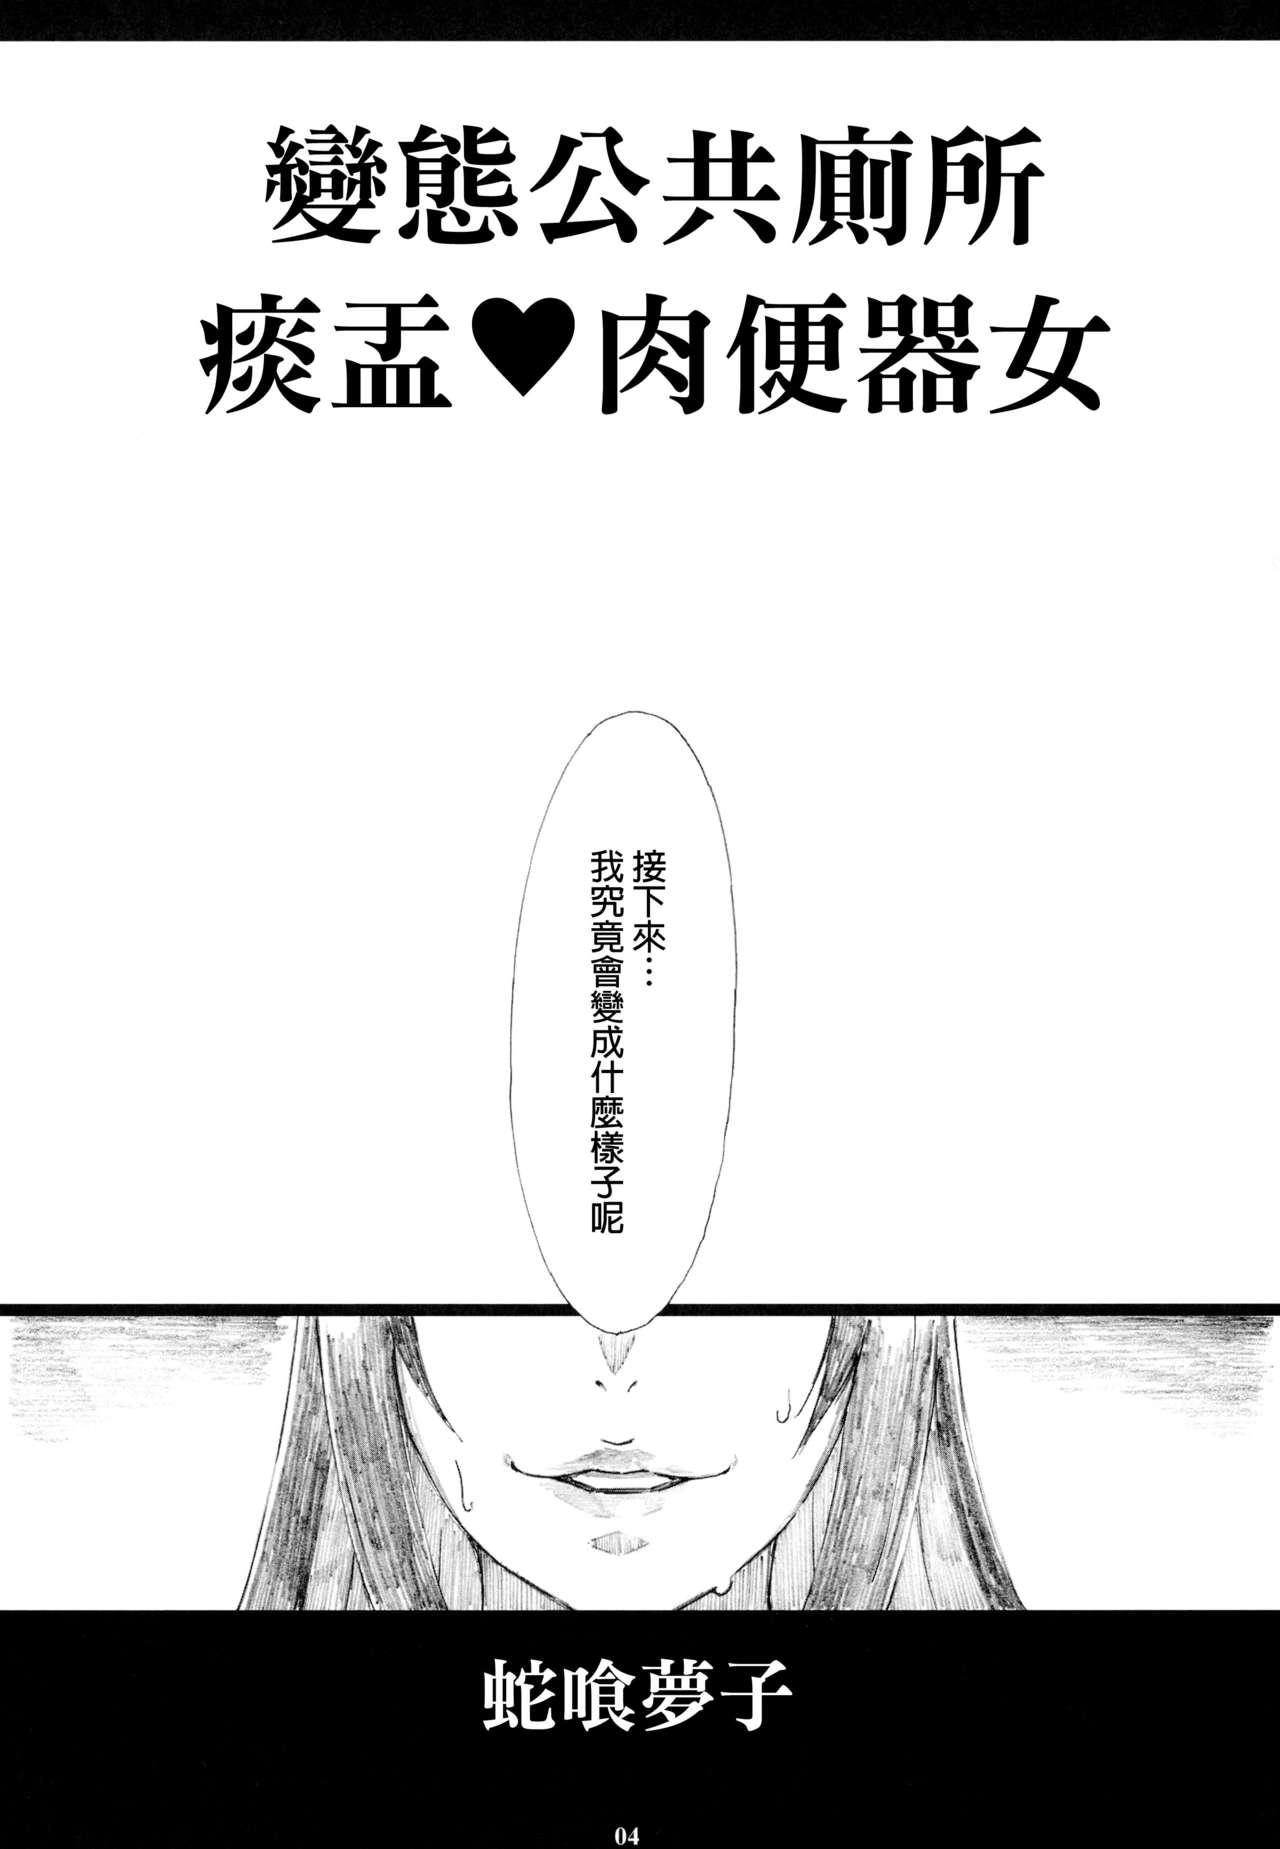 變態公共廁所
痰盂♥肉便器女
接下來…
我究竟會變成什麼樣子呢
蛇喰夢子
04